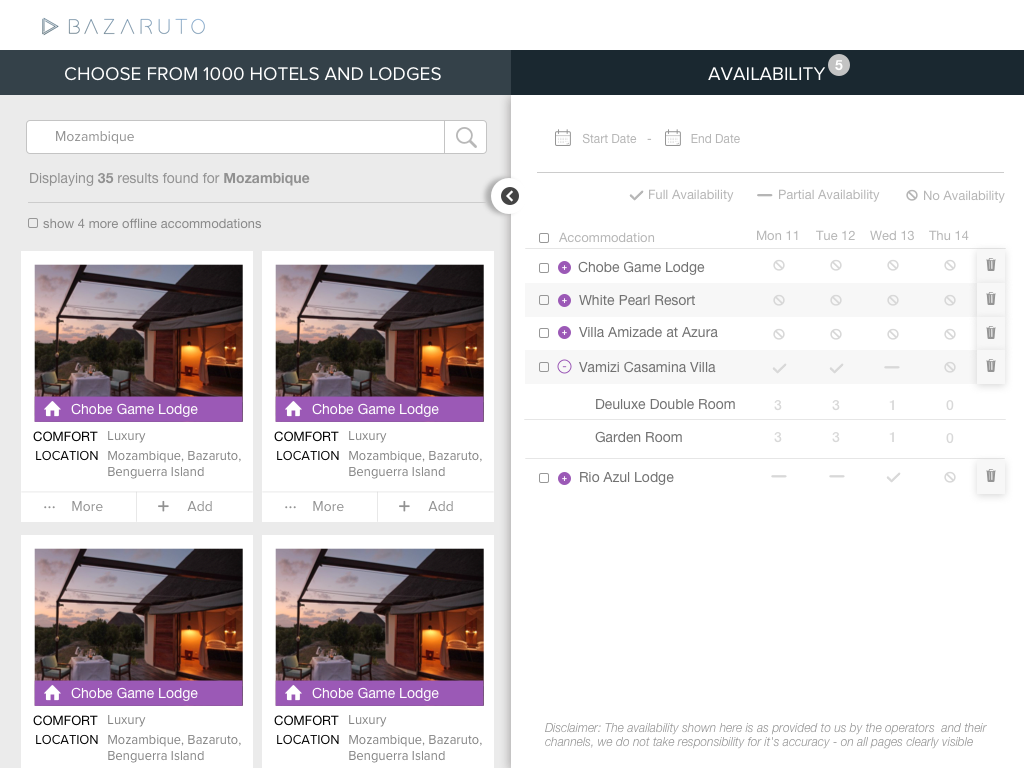 BAZARUTO
CHOOSE FROM 1000 HOTELS AND LODGES
Mozambique
Displaying 35 results found for Mozambique
show 4 more offline accommodations
Chobe Game Lodge
COMFORT Luxury
LOCATION Mozambique, Bazaruto,
Benguerra Island
... More + Add
Chobe Game Lodge
COMFORT Luxury
LOCATION Mozambique, Bazaruto,
Benguerra Island
... More + Add
Chobe Game Lodge
COMFORT Luxury
LOCATION Mozambique, Bazaruto,
Benguerra Island
Chobe Game Lodge
COMFORT Luxury
LOCATION Mozambique, Bazaruto,
Benguerra Island
AVAILABILITY 5
Start Date - End Date
Full Availability Partial Availability No Availability
Accommodation Mon 11 Tue 12 Wed 13 Thu 14
Chobe Game Lodge
White Pearl Resort
Villa Amizade at Azura
Vamizi Casamina Villa
Deuluxe Double Room 3 3 1 0
Garden Room 3 3 1 0
Rio Azul Lodge
Disclaimer: The availability shown here is as provided to us by the operators and their
channels, we do not take responsibility for it's accuracy - on all pages clearly visible